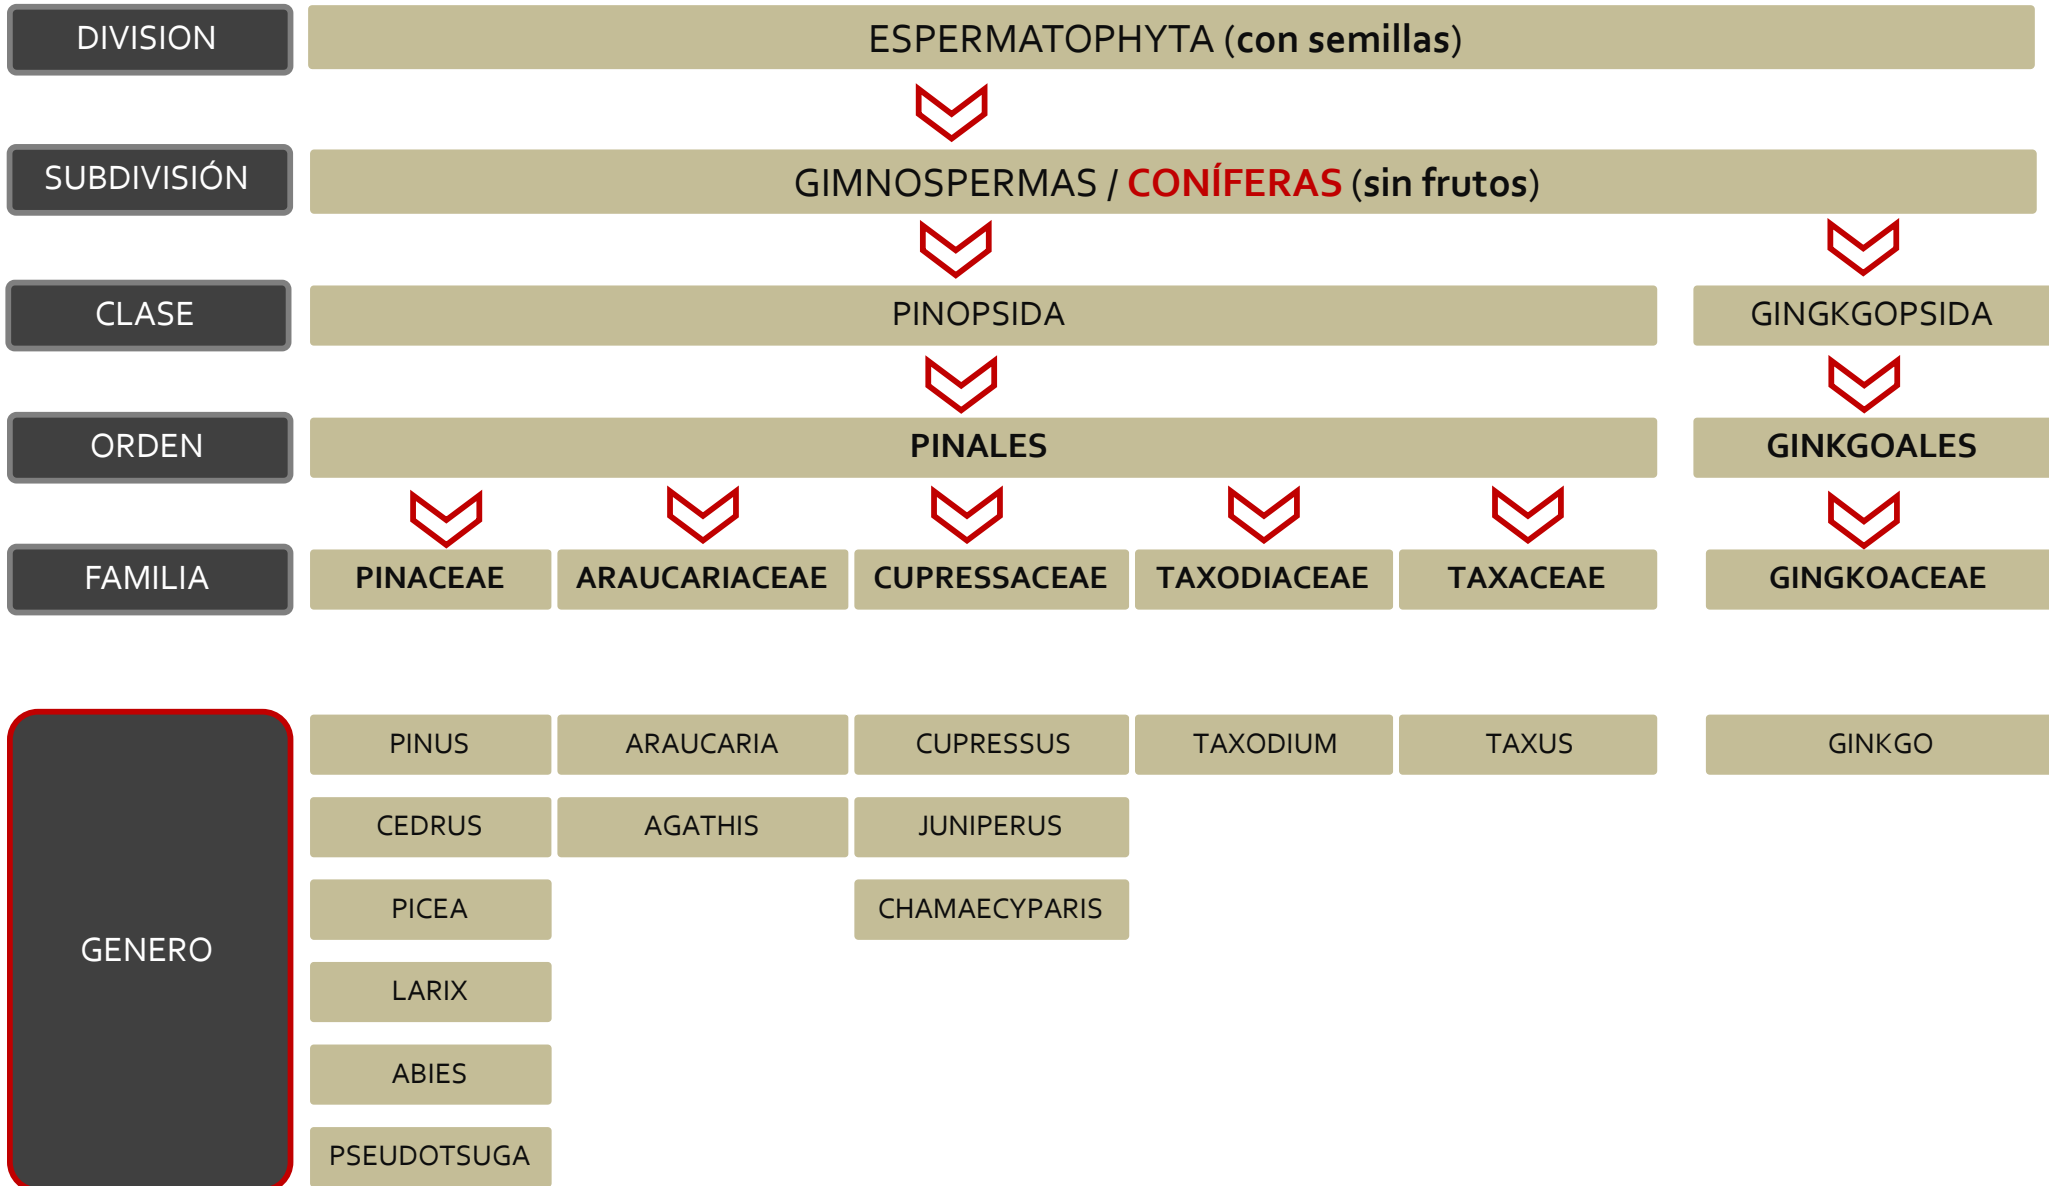 DIVISION
ESPERMATOPHYTA (con semillas)
SUBDIVISIÓN
GIMNOSPERMAS / CONÍFERAS (sin frutos)
CLASE
PINOPSIDA
GINGKGOPSIDA
ORDEN
PINALES
GINKGOALES
FAMILIA
PINACEAE
ARAUCARIACEAE
CUPRESSACEAE
TAXODIACEAE
TAXACEAE
GINGKOACEAE
GENERO
PINUS
ARAUCARIA
CUPRESSUS
TAXODIUM
TAXUS
GINKGO
CEDRUS
AGATHIS
JUNIPERUS
PICEA
CHAMAECYPARIS
LARIX
ABIES
PSEUDOTSUGA